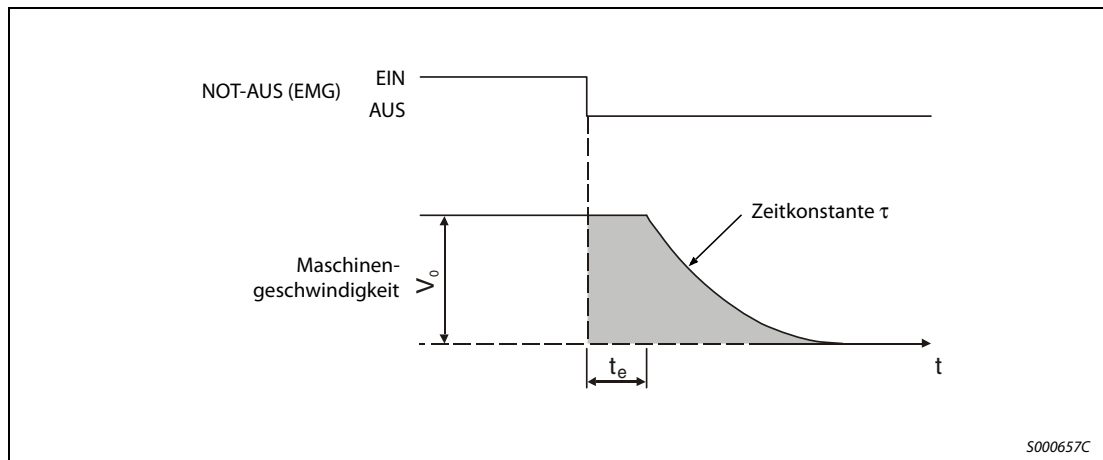 NOT-AUS (EMG)
EIN
AUS
Maschinen-
geschwindigkeit
V₀
Zeitkonstante τ
tₑ
t
S000657C